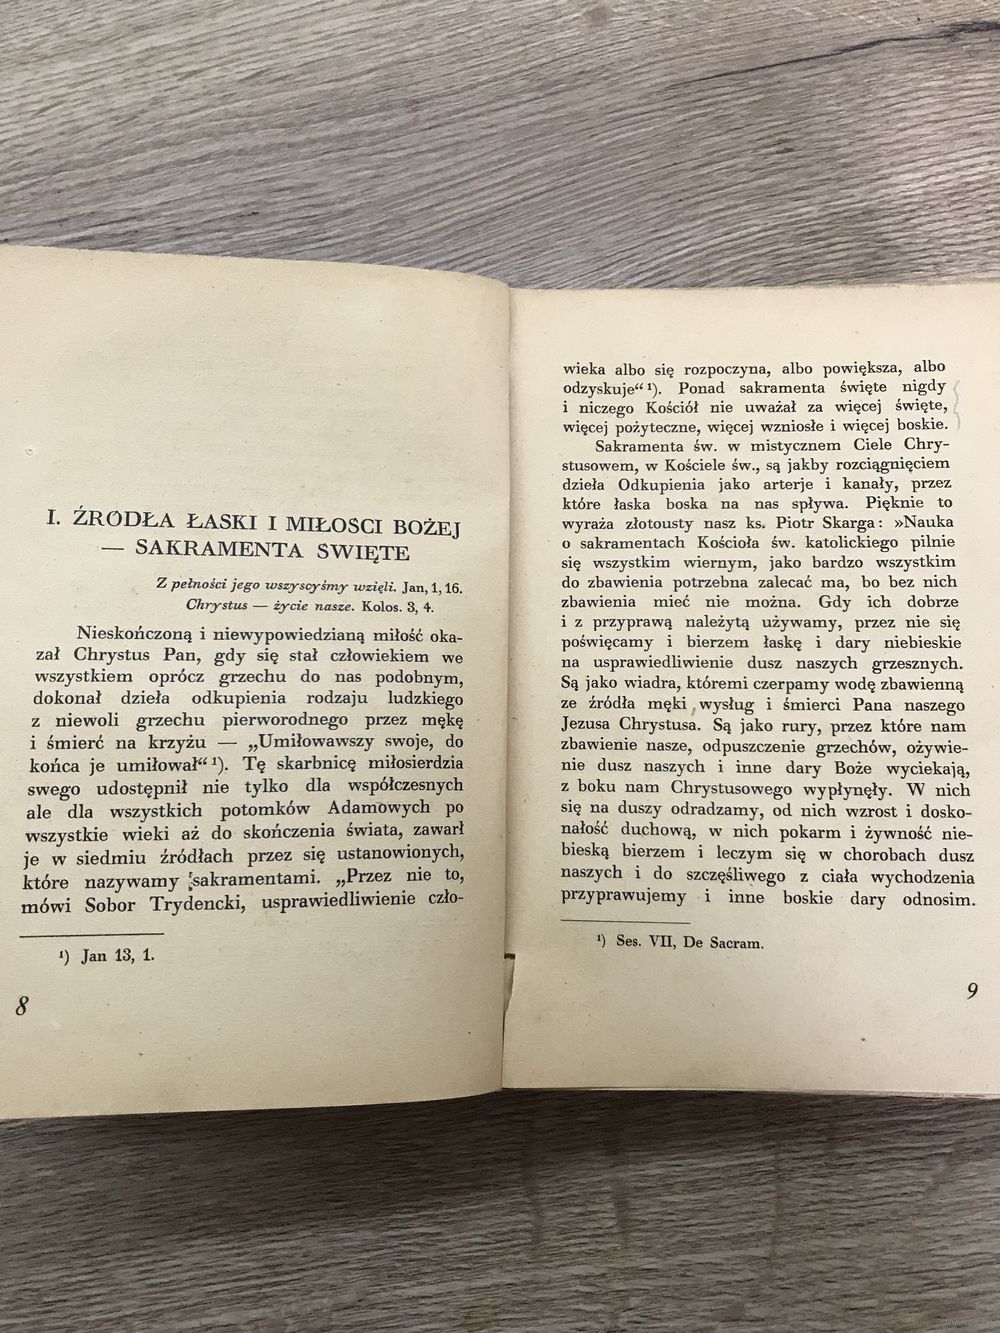 I. ŹRÓDŁA ŁASKI I MIŁOŚCI BOŻEJ
— SAKRAMENTA ŚWIĘTE
Z pełności jego wszyscyśmy wzięli. Jan, 1, 16.
Chrystus — życie nasze. Kolos. 3, 4.
Nieskończoną i niewypowiedzianą miłość oka-
zał Chrystus Pan, gdy się stał człowiekiem we
wszystkiem oprócz grzechu do nas podobnym,
dokonał dzieła odkupienia rodzaju ludzkiego
z niewoli grzechu pierworodnego przez mękę
i śmierć na krzyżu — „Umiłowawszy swoje, do
końca je umiłował“ ¹). Tę skarbnicę miłosierdzia
swego udostępnił nie tylko dla współczesnych
ale dla wszystkich potomków Adamowych po
wszystkie wieki aż do skończenia świata, zawarł
je w siedmiu źródłach przez się ustanowionych,
które nazywamy sakramentami. „Przez nie to,
mówi Sobor Trydencki, usprawiedliwienie czło-
¹) Jan 13, 1.
8
wieka albo się rozpoczyna, albo powiększa, albo
odzyskuje“ ¹). Ponad sakramenta święte nigdy
i niczego Kościół nie uważał za więcej święte,
więcej pożyteczne, więcej wzniosłe i więcej boskie.
Sakramenta św. w mistycznem Ciele Chry-
stusowem, w Kościele św., są jakby rozciągnięciem
dzieła Odkupienia jako arterje i kanały, przez
które łaska boska na nas spływa. Pięknie to
wyraża złotousty nasz ks. Piotr Skarga: »Nauka
o sakramentach Kościoła św. katolickiego pilnie
się wszystkim wiernym, jako bardzo wszystkim
do zbawienia potrzebna zalecać ma, bo bez nich
zbawienia mieć nie można. Gdy ich dobrze
i z przyprawą należytą używamy, przez nie się
poświęcamy i bierzem łaskę i dary niebieskie
na usprawiedliwienie dusz naszych grzesznych.
Są jako wiadra, któremi czerpamy wodę zbawienną
ze źródła męki, wysług i śmierci Pana naszego
Jezusa Chrystusa. Są jako rury, przez które nam
zbawienie nasze, odpuszczenie grzechów, ożywie-
nie dusz naszych i inne dary Boże wyciekają,
z boku nam Chrystusowego wypłynęły. W nich
się na duszy odradzamy, od nich wzrost i dosko-
nałość duchową, w nich pokarm i żywność nie-
bieską bierzem i leczym się w chorobach dusz
naszych i do szczęśliwego z ciała wychodzenia
przyprawujemy i inne boskie dary odnosim.
¹) Ses. VII, De Sacram.
9